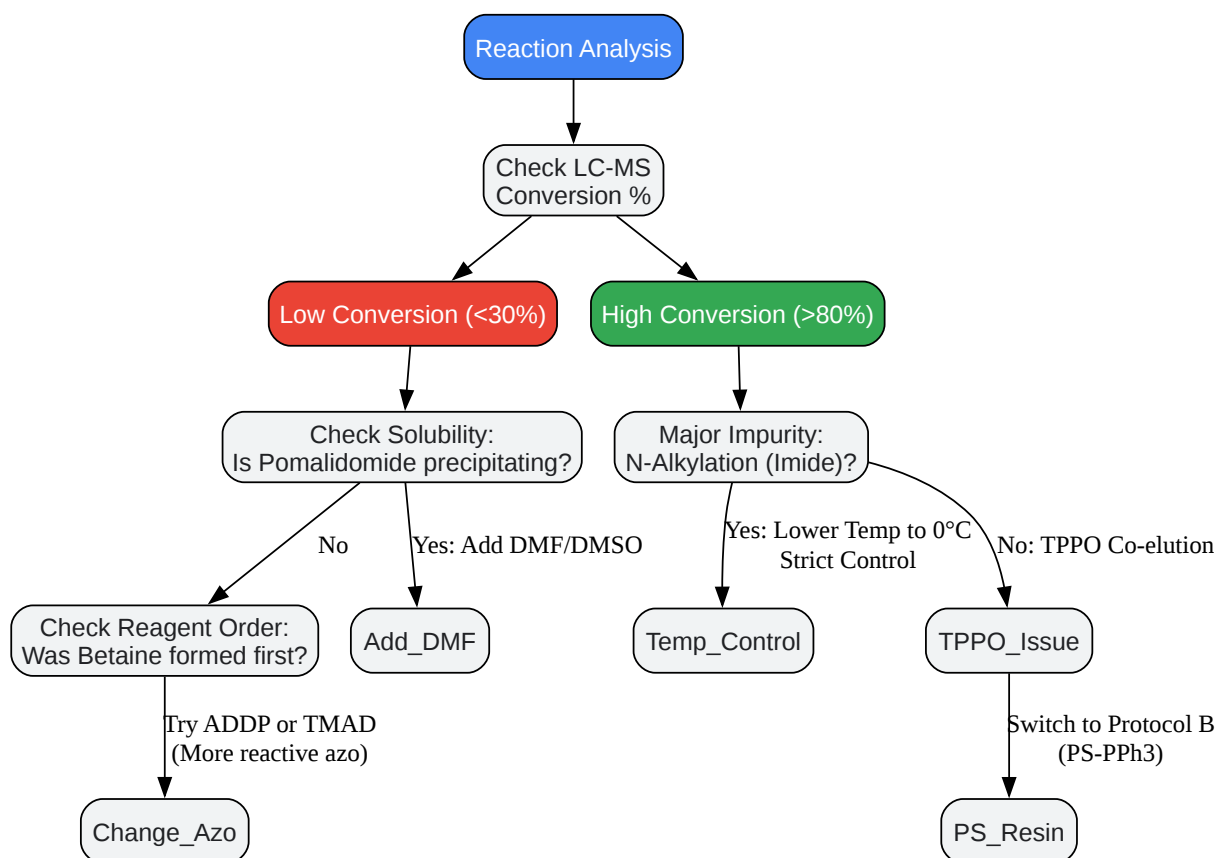 Reaction Analysis
Check LC-MS
Conversion %
Low Conversion (<30%)
High Conversion (>80%)
Check Solubility:
Is Pomalidomide precipitating?
Major Impurity:
N-Alkylation (Imide)?
No
Yes: Add DMF/DMSO
Yes: Lower Temp to 0°C
Strict Control
No: TPPO Co-elution
Check Reagent Order:
Was Betaine formed first?
Add_DMF
Temp_Control
TPPO_Issue
Try ADDP or TMAD
(More reactive azo)
Switch to Protocol B
(PS-PPh3)
Change_Azo
PS_Resin